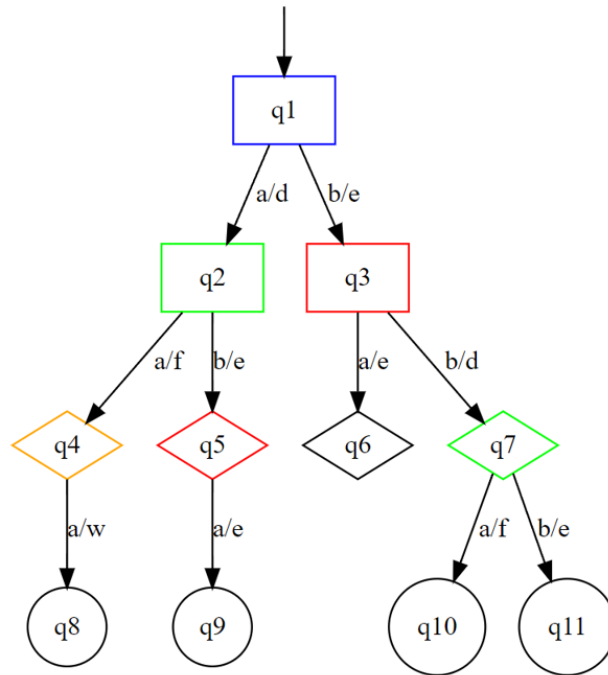 q1
a/d b/e
q2 q3
a/f b/e a/e b/d
q4 q5 q6 q7
a/w a/e a/f b/e
q8 q9 q10 q11